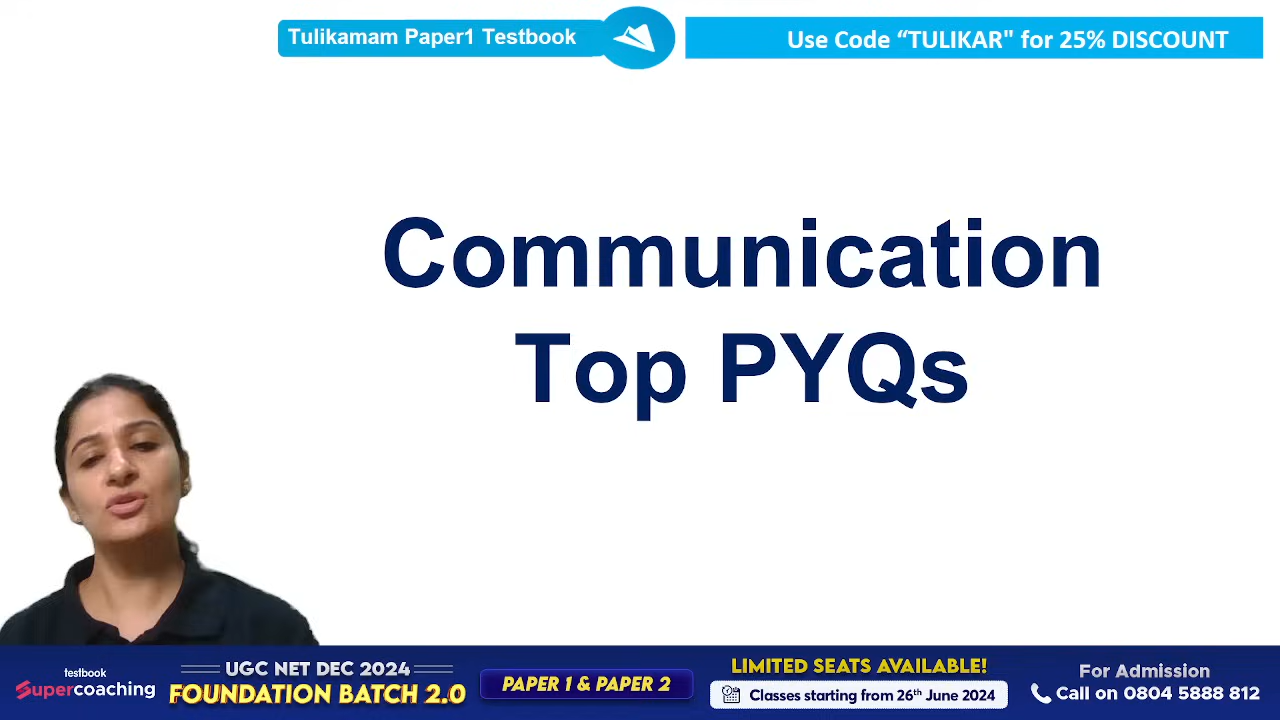 Tulikamam Paper1 Testbook
Use Code “TULIKAR" for 25% DISCOUNT
Communication
Top PYQs
testbook
Supercoaching
UGC NET DEC 2024
FOUNDATION BATCH 2.0
PAPER 1 & PAPER 2
LIMITED SEATS AVAILABLE!
Classes starting from 26th June 2024
For Admission
Call on 0804 5888 812